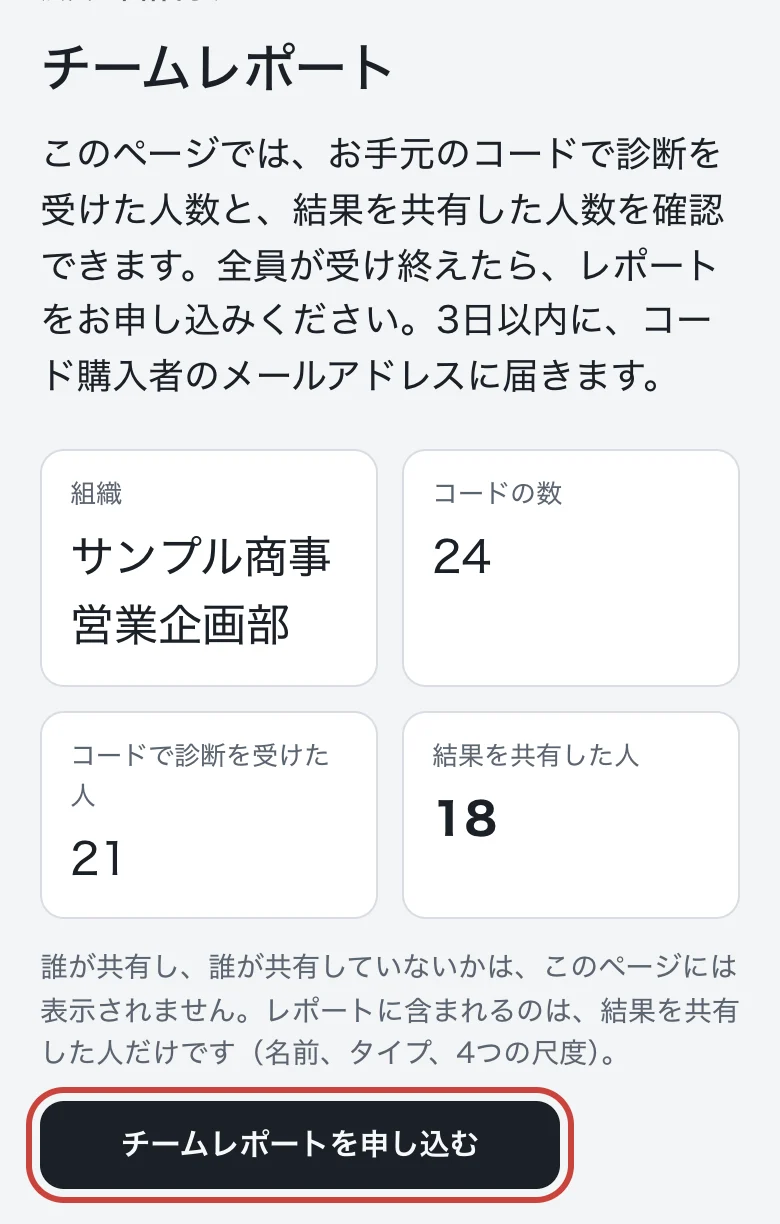 チームレポート
このページでは、お手元のコードで診断を
受けた人数と、結果を共有した人数を確認
できます。全員が受け終えたら、レポート
をお申し込みください。3日以内に、コー
ド購入者のメールアドレスに届きます。
組織
サンプル商事
営業企画部
コードの数
24
コードで診断を受けた
人
21
結果を共有した人
18
誰が共有し、誰が共有していないかは、このページには
表示されません。レポートに含まれるのは、結果を共有
した人だけです（名前、タイプ、4つの尺度）。
チームレポートを申し込む